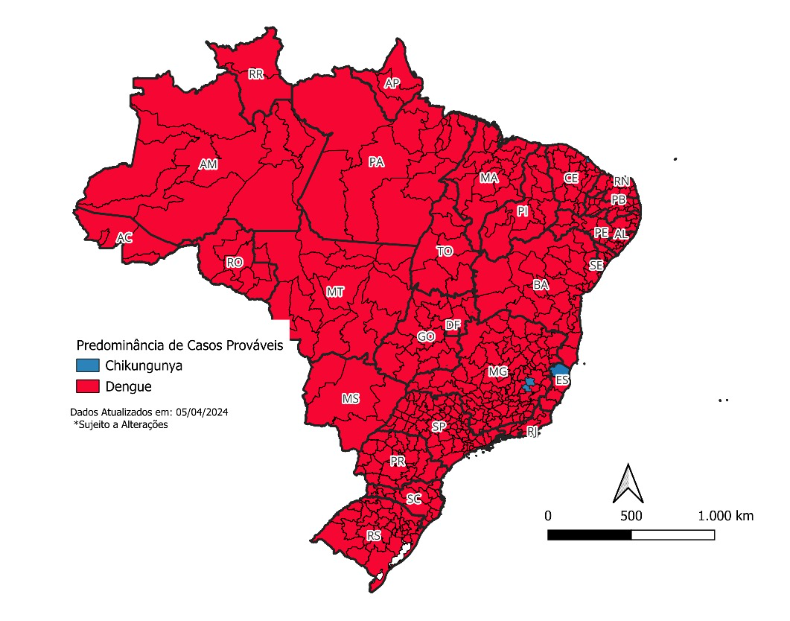 RR
AP
AM
PA
MA
CE
RN
PB
PI
PE
AL
AC
TO
SE
RO
BA
MT
DF
GO
Predominância de Casos Prováveis
Chikungunya
MG
ES
Dengue
MS
Dados Atualizados em: 05/04/2024
*Sujeito a Alterações
SP
RJ
PR
SC
0 500 1.000 km
RS